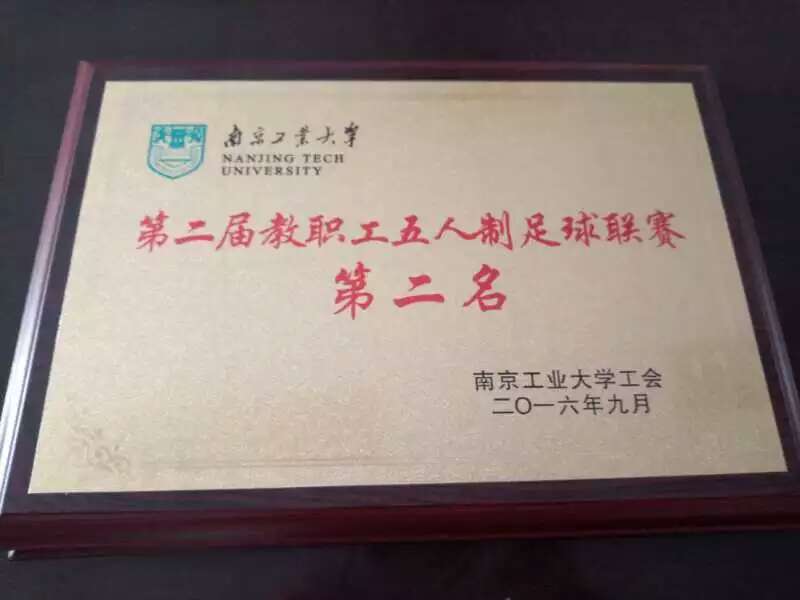 南京工业大学
NANJING TECH
UNIVERSITY
第二届教职工五人制足球联赛
第二名
南京工业大学工会
二〇一六年九月